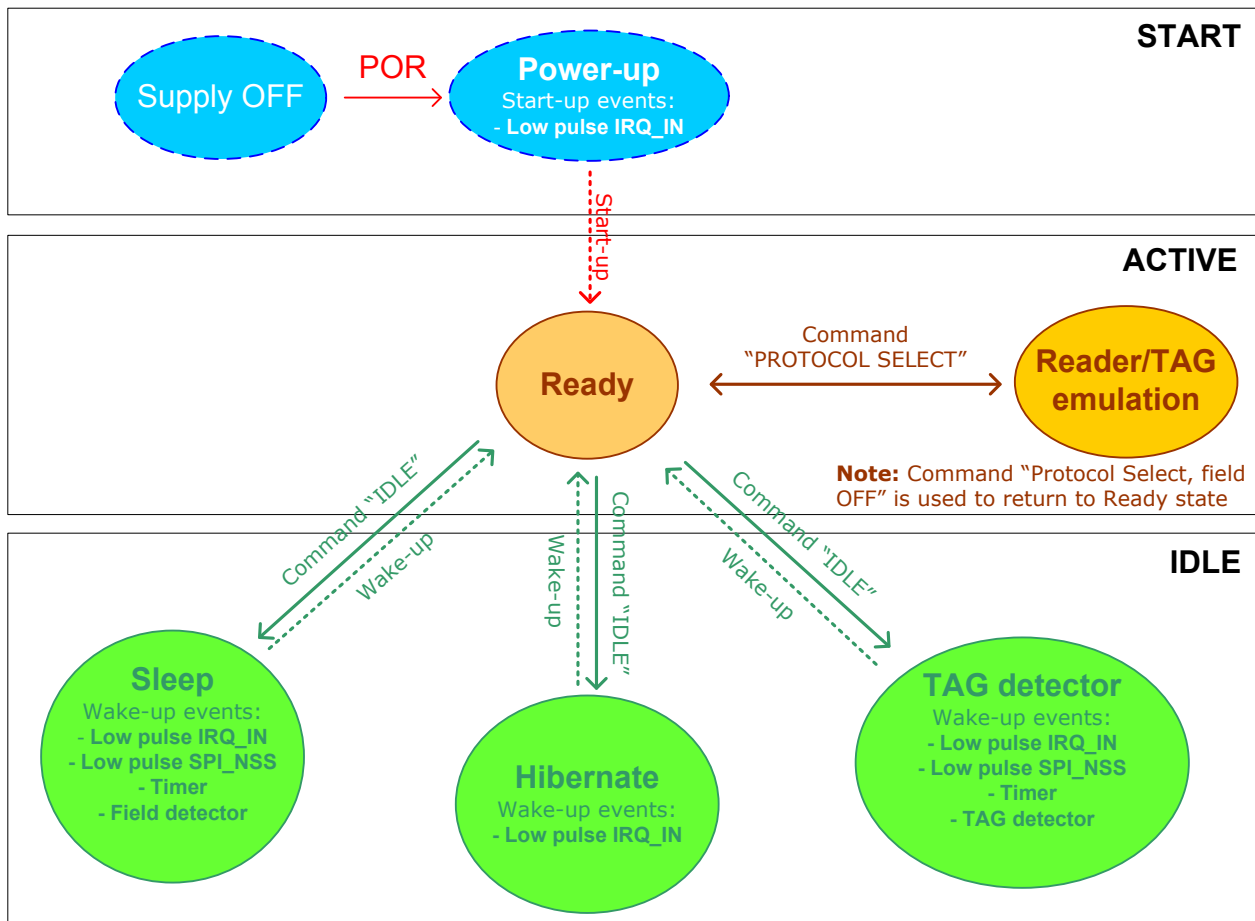 START
Supply OFF
POR
Power-up
Start-up events:
- Low pulse IRQ_IN
Start-up
ACTIVE
Ready
Command
“PROTOCOL SELECT”
Reader/TAG
emulation
Note: Command “Protocol Select, field
OFF” is used to return to Ready state
Command “IDLE”
Wake-up
Wake-up
Command “IDLE”
Command “IDLE”
Wake-up
IDLE
Sleep
Wake-up events:
- Low pulse IRQ_IN
- Low pulse SPI_NSS
- Timer
- Field detector
Hibernate
Wake-up events:
- Low pulse IRQ_IN
TAG detector
Wake-up events:
- Low pulse IRQ_IN
- Low pulse SPI_NSS
- Timer
- TAG detector